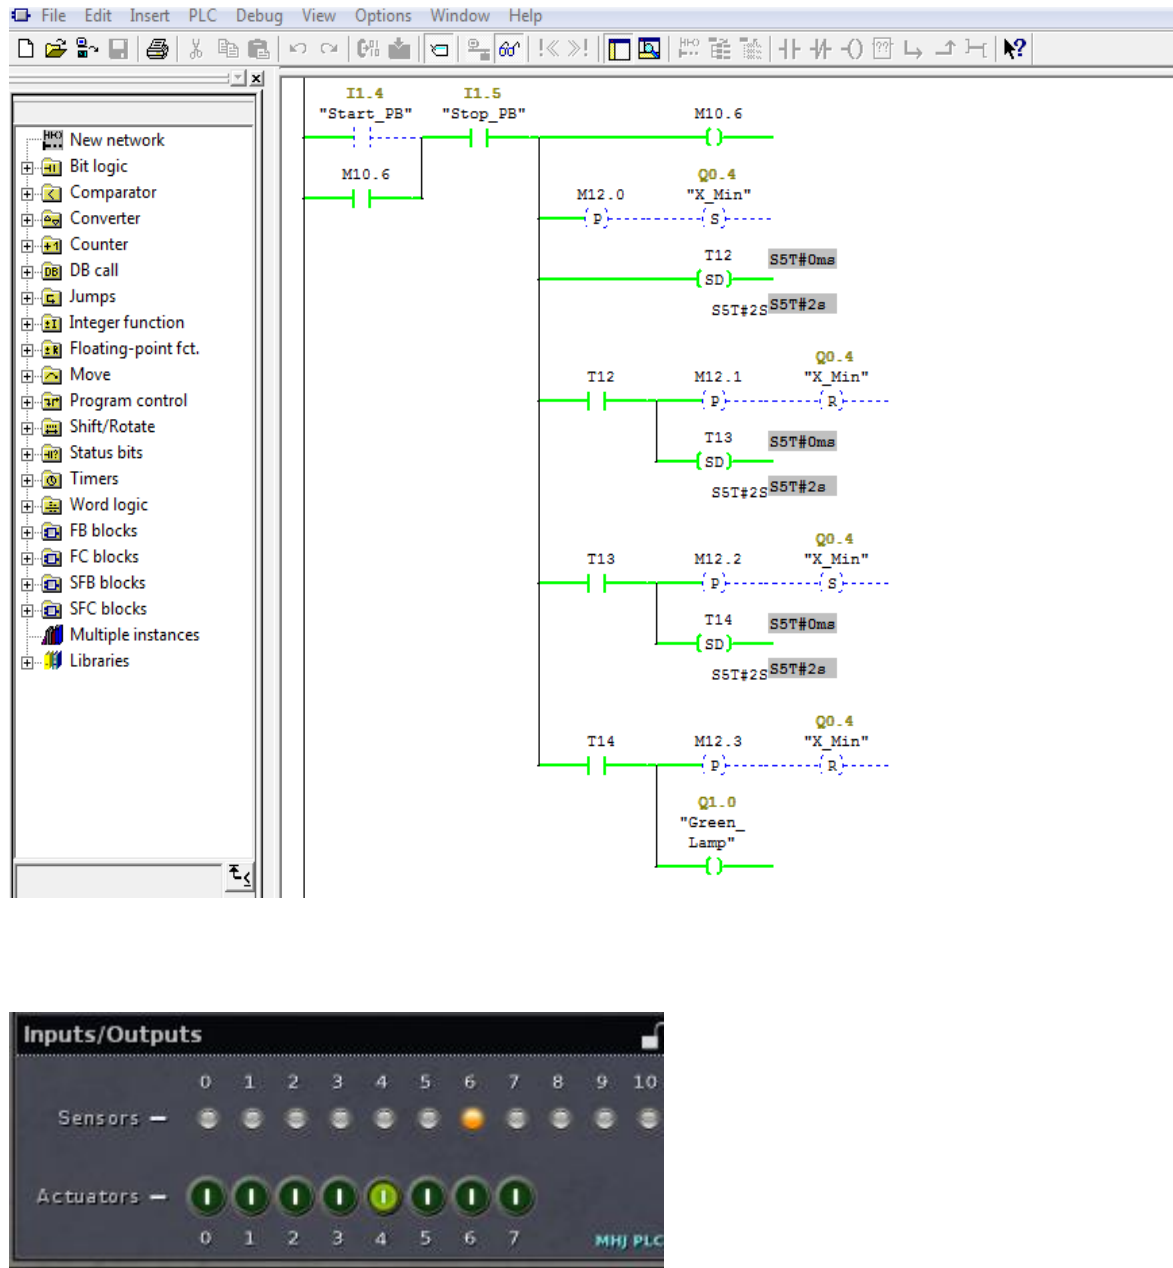 File Edit Insert PLC Debug View Options Window Help
New network
Bit logic
Comparator
Converter
Counter
DB call
Jumps
Integer function
Floating-point fct.
Move
Program control
Shift/Rotate
Status bits
Timers
Word logic
FB blocks
FC blocks
SFB blocks
SFC blocks
Multiple instances
Libraries
I1.4 I1.5
"Start_PB" "Stop_PB" M10.6
( )
M10.6 Q0.4
M12.0 "X_Min"
(P) (S)
T12 S5T#0ms
(SD)
S5T#2S S5T#2s
Q0.4
T12 M12.1 "X_Min"
(P) (R)
T13 S5T#0ms
(SD)
S5T#2S S5T#2s
Q0.4
T13 M12.2 "X_Min"
(P) (S)
T14 S5T#0ms
(SD)
S5T#2S S5T#2s
Q0.4
T14 M12.3 "X_Min"
(P) (R)
Q1.0
"Green_
Lamp"
( )
Inputs/Outputs
0 1 2 3 4 5 6 7 8 9 10
Sensors
Actuators
0 1 2 3 4 5 6 7
MHJ PLC